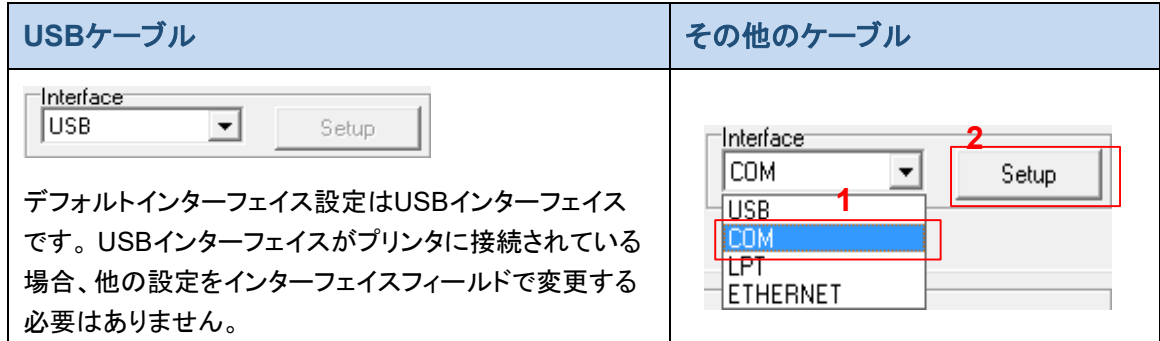 USBケーブル
Interface
USB
Setup
デフォルトインターフェイス設定はUSBインターフェイス
です。USBインターフェイスがプリンタに接続されている
場合、他の設定をインターフェイスフィールドで変更する
必要はありません。
その他のケーブル
Interface
2
COM
Setup
1
USB
COM
LPT
ETHERNET